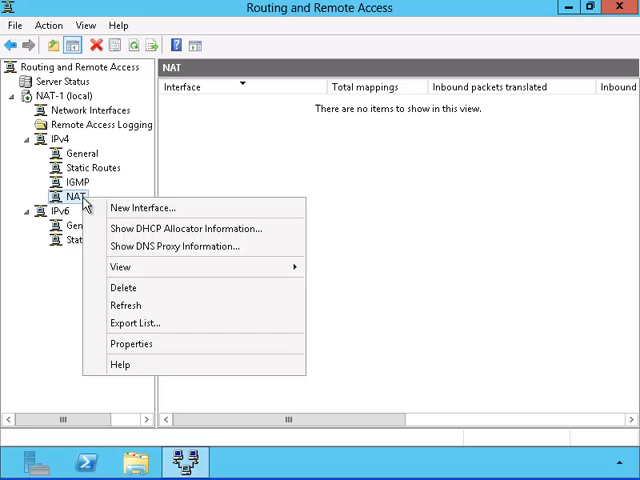 Routing and Remote Access
File Action View Help
Routing and Remote Access
Server Status
NAT-1 (local)
Network Interfaces
Remote Access Logging
IPv4
General
Static Routes
IGMP
NAT
IPv6
Gen
Stat
NAT
Interface Total mappings Inbound packets translated Inbound
There are no items to show in this view.
New Interface...
Show DHCP Allocator Information...
Show DNS Proxy Information...
View
Delete
Refresh
Export List...
Properties
Help